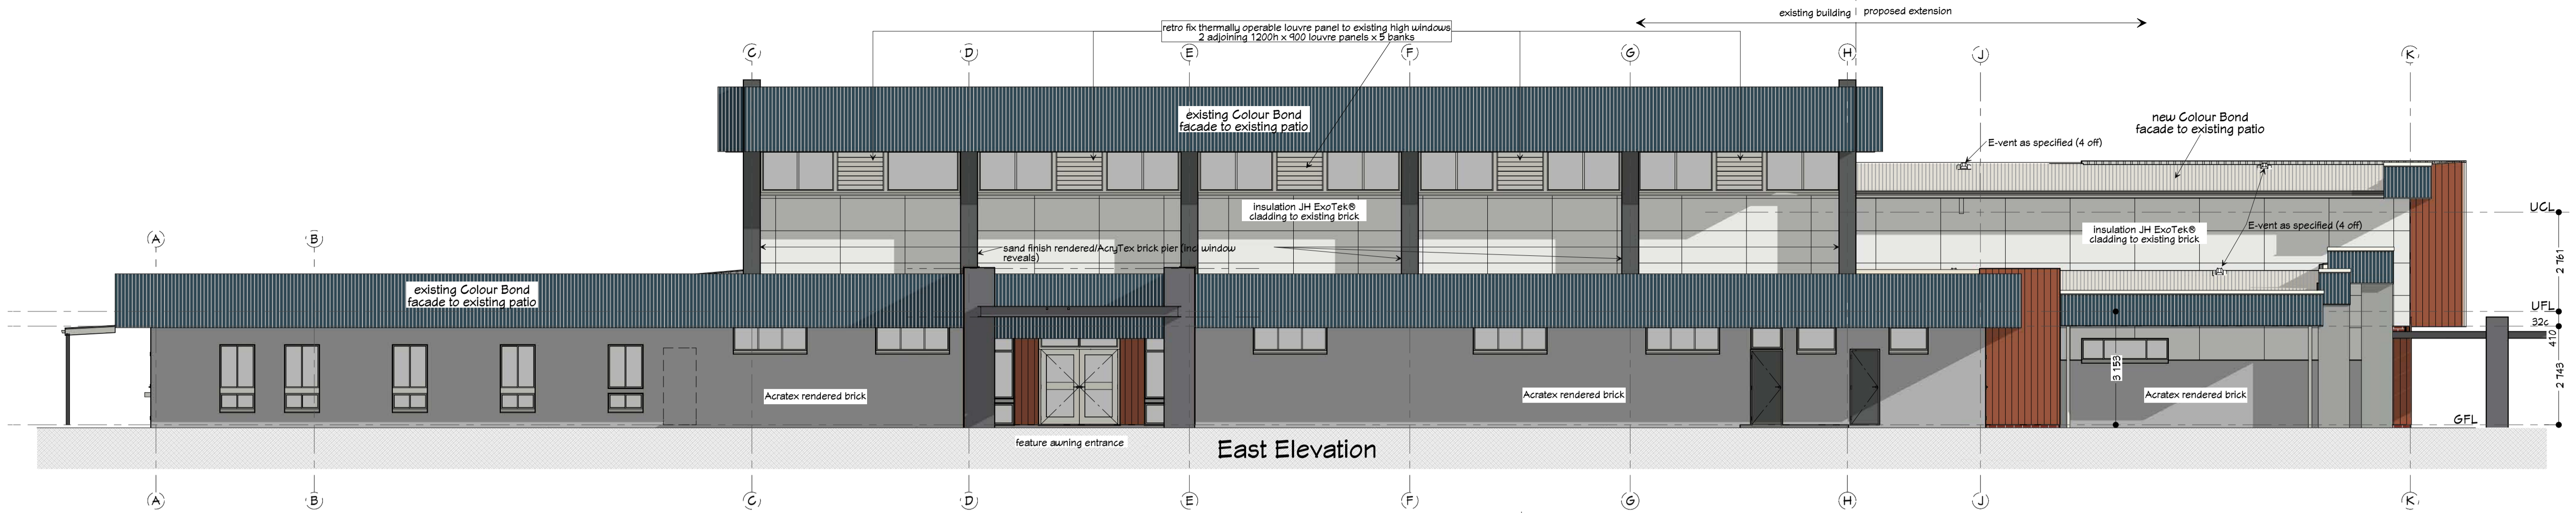 existing building
proposed extension
retro fix thermally operable louvre panel to existing high windows
2 adjoining 1200h x 900 louvre panels x 5 banks
C
D
E
F
G
H
J
K
existing Colour Bond
facade to existing patio
new Colour Bond
facade to existing patio
E-vent as specified (4 off)
insulation JH ExoTek®
cladding to existing brick
UCL
A
B
insulation JH ExoTek®
cladding to existing brick
E-vent as specified (4 off)
sand finish rendered/AcryTex brick pier (inc window
reveals)
2 761
existing Colour Bond
facade to existing patio
UFL
32c
410
3 153
2 743
Acratex rendered brick
Acratex rendered brick
Acratex rendered brick
GFL
feature awning entrance
East Elevation
A
B
C
D
E
F
G
H
J
K